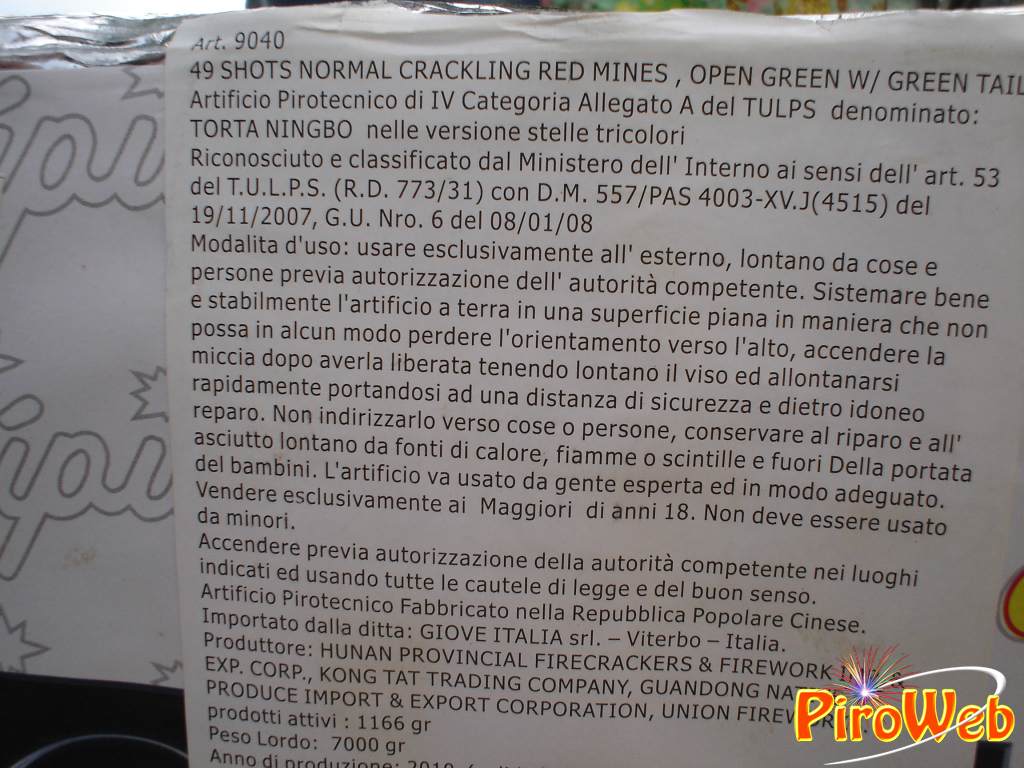 Art. 9040
49 SHOTS NORMAL CRACKLING RED MINES , OPEN GREEN W/ GREEN TAIL
Artificio Pirotecnico di IV Categoria Allegato A del TULPS denominato:
TORTA NINGBO nelle versione stelle tricolori
Riconosciuto e classificato dal Ministero dell' Interno ai sensi dell' art. 53
del T.U.L.P.S. (R.D. 773/31) con D.M. 557/PAS 4003-XV.J(4515) del
19/11/2007, G.U. Nro. 6 del 08/01/08
Modalita d'uso: usare esclusivamente all' esterno, lontano da cose e
persone previa autorizzazione dell' autorità competente. Sistemare bene
e stabilmente l'artificio a terra in una superficie piana in maniera che non
possa in alcun modo perdere l'orientamento verso l'alto, accendere la
miccia dopo averla liberata tenendo lontano il viso ed allontanarsi
rapidamente portandosi ad una distanza di sicurezza e dietro idoneo
reparo. Non indirizzarlo verso cose o persone, conservare al riparo e all'
asciutto lontano da fonti di calore, fiamme o scintille e fuori Della portata
del bambini. L'artificio va usato da gente esperta ed in modo adeguato.
Vendere esclusivamente ai Maggiori di anni 18. Non deve essere usato
da minori.
Accendere previa autorizzazione della autorità competente nei luoghi
indicati ed usando tutte le cautele di legge e del buon senso.
Artificio Pirotecnico Fabbricato nella Repubblica Popolare Cinese.
Importato dalla ditta: GIOVE ITALIA srl. – Viterbo – Italia.
Produttore: HUNAN PROVINCIAL FIRECRACKERS & FIREWORK &
EXP. CORP., KONG TAT TRADING COMPANY, GUANDONG
PRODUCE IMPORT & EXPORT CORPORATION, UNION
prodotti attivi : 1166 gr
Peso Lordo: 7000 gr
Anno di produzione: 2010
PiroWeb